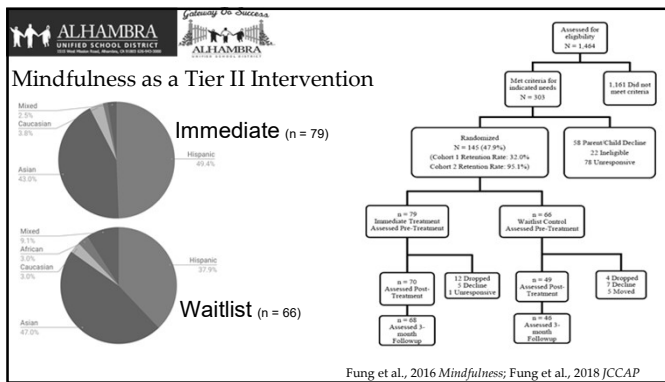 ALHAMBRA
UNIFIED SCHOOL DISTRICT
Gateway To Success
ALHAMBRA
UNIFIED SCHOOL DISTRICT
Mindfulness as a Tier II Intervention
Mixed
2.5%
Caucasian
3.8%
Immediate (n = 79)
Hispanic
49.4%
Asian
43.0%
Mixed
9.1%
African
3.0%
Caucasian
3.0%
Hispanic
37.9%
Waitlist (n = 66)
Asian
47.0%
Assessed for
eligibility
N = 1,464
Met criteria for
indicated needs
N = 303
1,161 Did not
meet criteria
Randomized
N = 145 (47.9%)
(Cohort 1 Retention Rate: 32.0%
Cohort 2 Retention Rate: 95.1%)
58 Parent/Child Decline
22 Ineligible
78 Unresponsive
n = 79
Immediate Treatment
Assessed Pre-Treatment
n = 66
Waitlist Control
Assessed Pre-Treatment
n = 70
Assessed Post-
Treatment
12 Dropped
5 Decline
1 Unresponsive
n = 49
Assessed Post-
Treatment
4 Dropped
7 Decline
5 Moved
n = 68
Assessed 3-
month
Followup
n = 46
Assessed 3-
month
Followup
Fung et al., 2016 Mindfulness; Fung et al., 2018 JCCAP